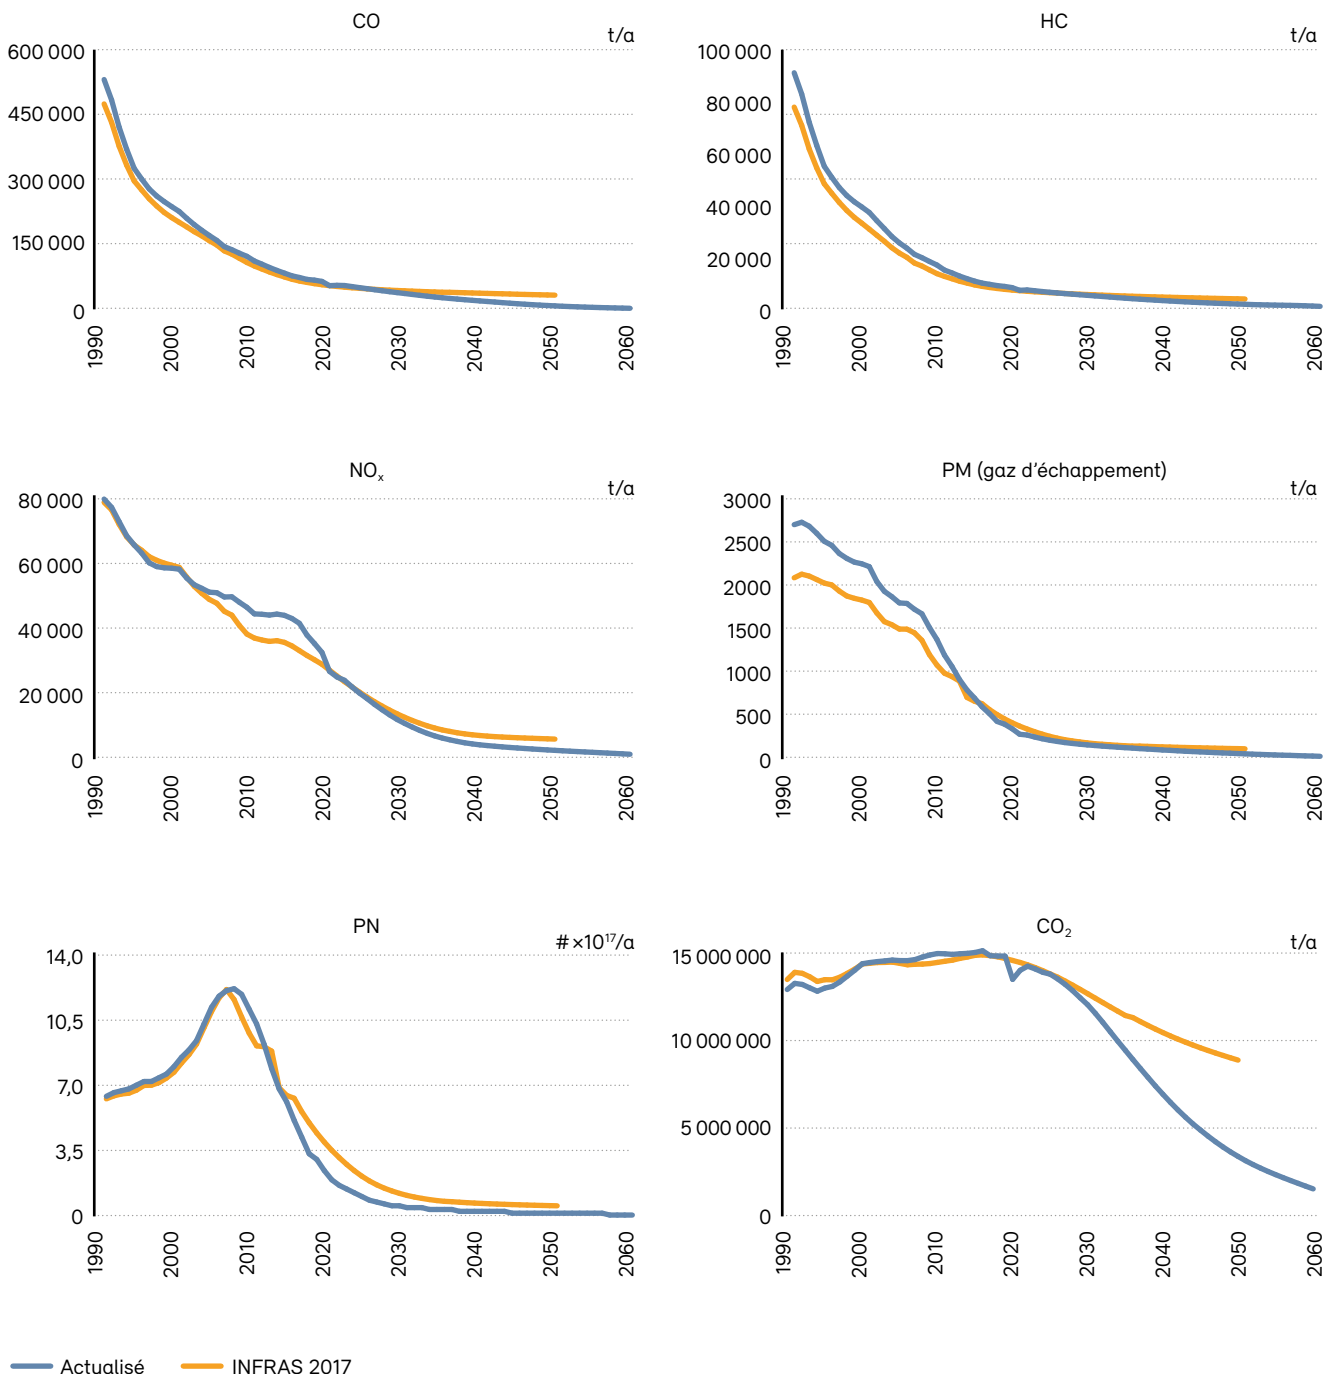 CO
t/a
600 000
450 000
300 000
150 000
0
1990 2000 2010 2020 2030 2040 2050 2060
HC
t/a
100 000
80 000
60 000
40 000
20 000
0
1990 2000 2010 2020 2030 2040 2050 2060
NOₓ
t/a
80 000
60 000
40 000
20 000
0
1990 2000 2010 2020 2030 2040 2050 2060
PM (gaz d’échappement)
t/a
3000
2500
2000
1500
1000
500
0
1990 2000 2010 2020 2030 2040 2050 2060
PN
#×10¹⁷/a
14,0
10,5
7,0
3,5
0
1990 2000 2010 2020 2030 2040 2050 2060
CO₂
t/a
15 000 000
10 000 000
5 000 000
0
1990 2000 2010 2020 2030 2040 2050 2060
Actualisé INFRAS 2017